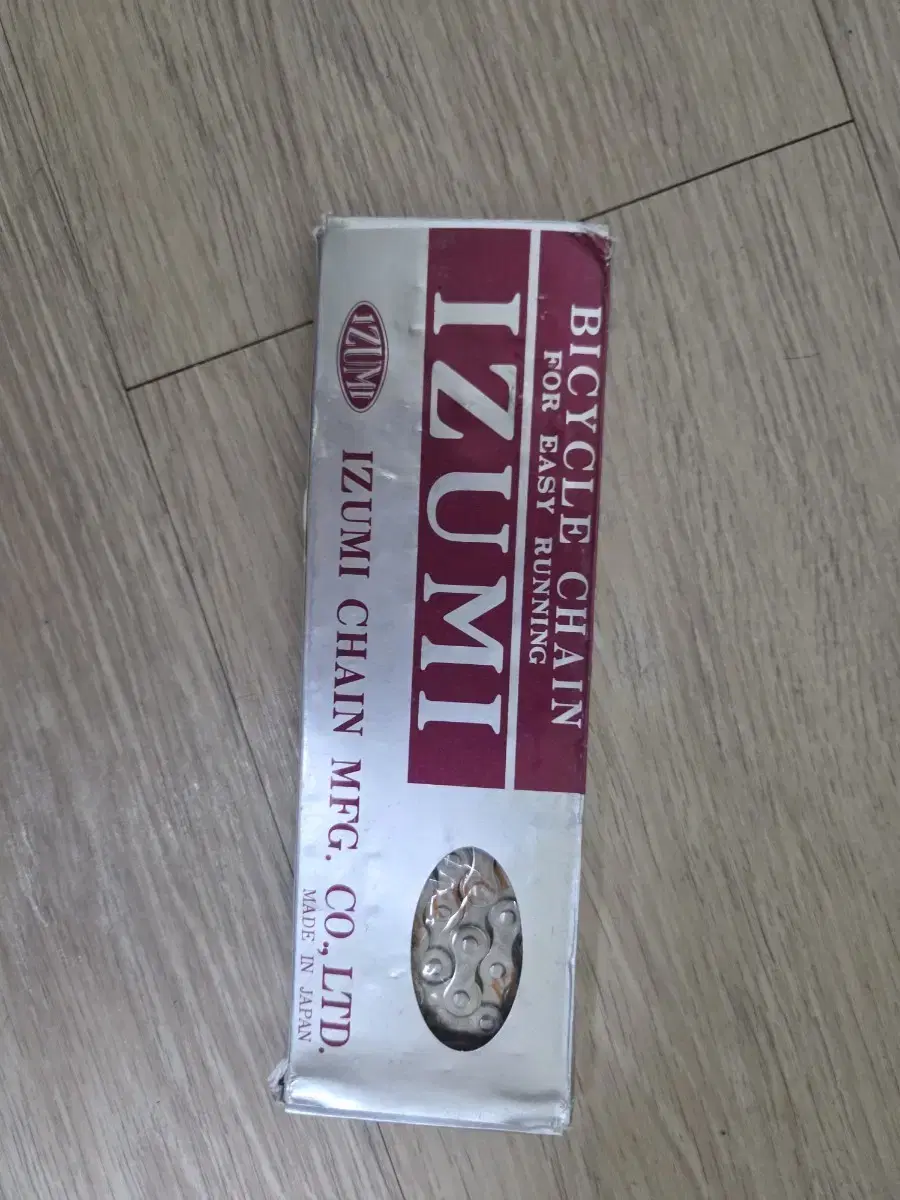 BICYCLE CHAIN
FOR EASY RUNNING
IZUMI
IZUMI
IZUMI CHAIN MFG. CO., LTD.
MADE IN JAPAN